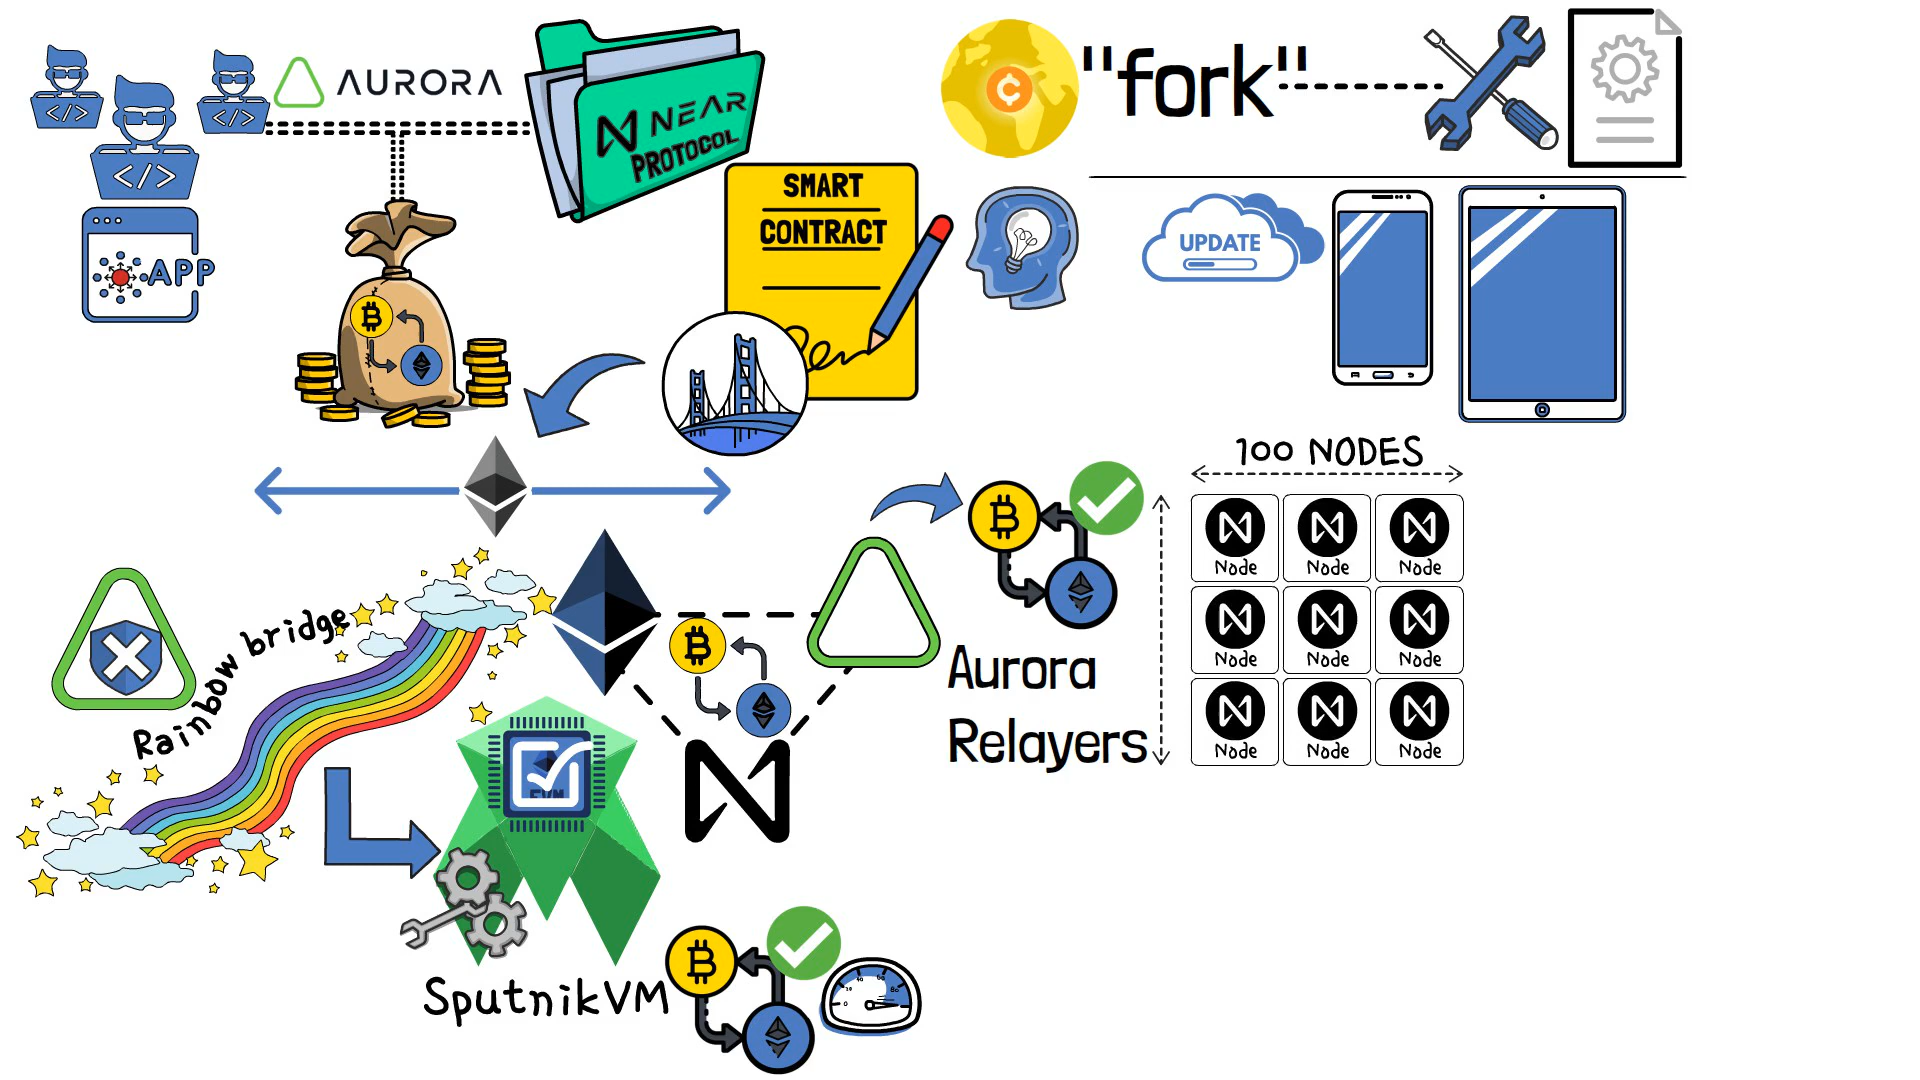 </>
</>
</>
AURORA
NEAR
PROTOCOL
"fork"
SMART
CONTRACT
APP
UPDATE
100 NODES
Node
Node
Node
Node
Node
Node
Node
Node
Node
Rainbow bridge
Aurora
Relayers
SputnikVM